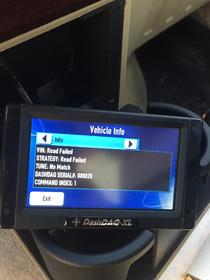 Vehicle Info
Info
VIN: Read Failed
STRATEGY: Read Failed
TUNE: No Match
DASHDAQ SERIAL#: 000828
COMMAND INDEX: 1
Exit
DashDAQ XL